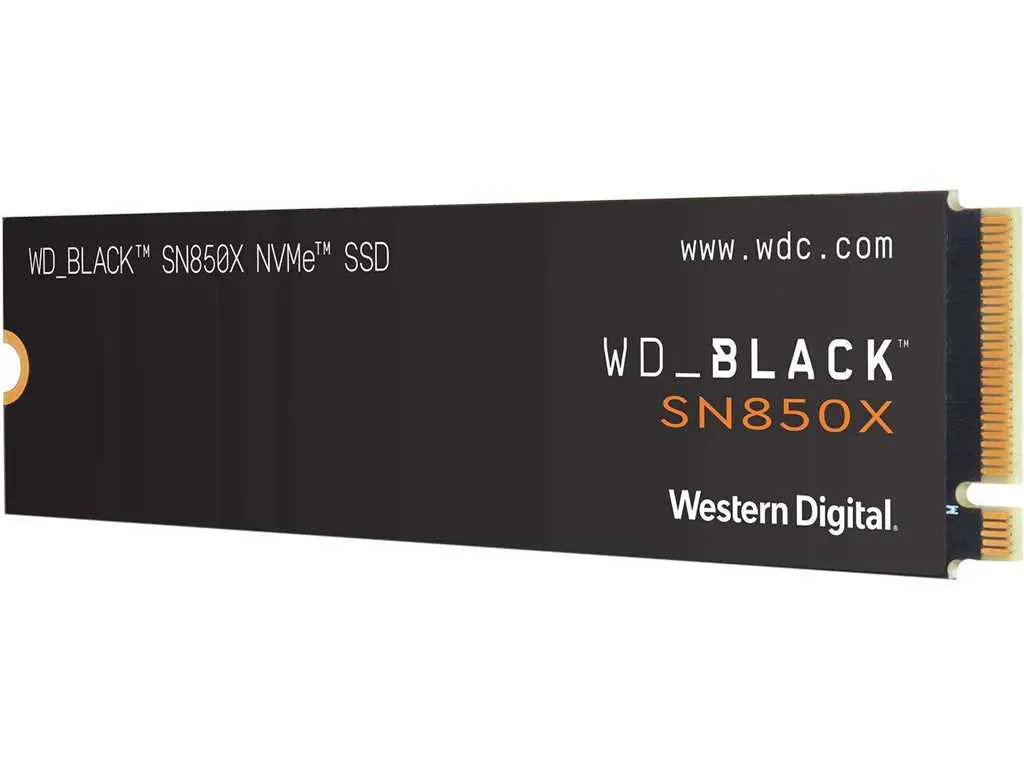 WD_BLACK™ SN850X NVMe™ SSD
www.wdc.com
WD_BLACK™
SN850X
Western Digital.
M